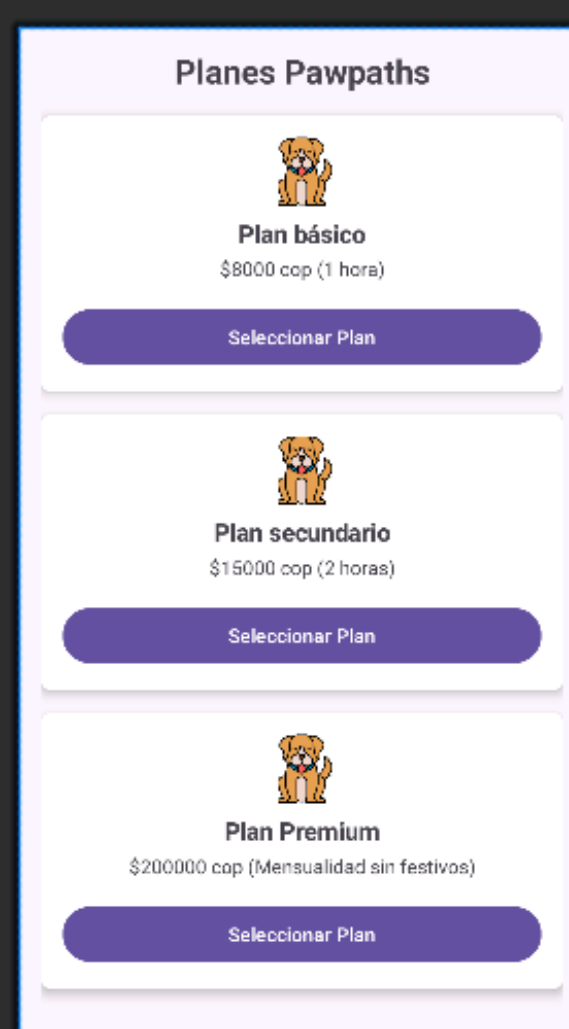 Planes Pawpaths
Plan básico
$8000 cop (1 hora)
Seleccionar Plan
Plan secundario
$15000 cop (2 horas)
Seleccionar Plan
Plan Premium
$200000 cop (Mensualidad sin festivos)
Seleccionar Plan